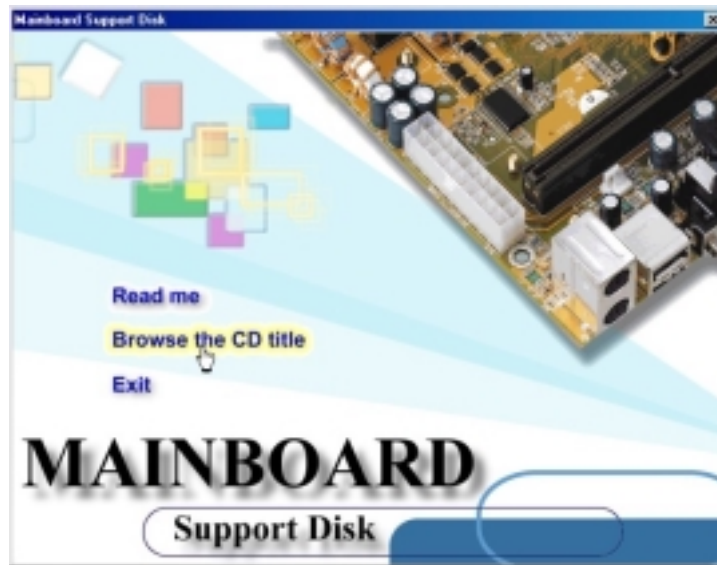 Mainboard Support Disk
Read me
Browse the CD title
Exit
MAINBOARD
Support Disk